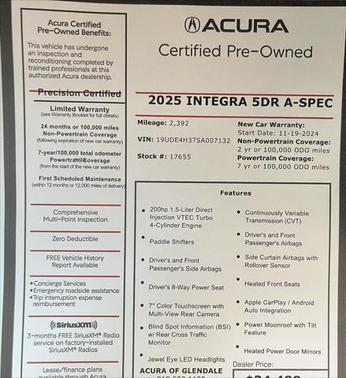 Acura Certified
Pre-Owned Benefits:
This vehicle has undergone
an inspection and
reconditioning completed by
trained professionals at this
authorized Acura dealership.
Precision Certified
Limited Warranty
(see Warranty Booklet for full details)
24 months or 100,000 miles
Non-Powertrain Coverage
(following expiration of new car warranty)
7-year/100,000 total odometer
Powertrain Coverage
(from the start of the new car warranty)
First Scheduled Maintenance
(within 12 months or 12,000 miles of delivery)
Comprehensive
Multi-Point Inspection
Zero Deductible
FREE Vehicle History
Report Available
•Concierge Services
•Emergency roadside assistance
•Trip interruption expense
reimbursement
((SiriusXM))
3-months FREE SiriusXM® Radio
service on factory-installed
SiriusXM® Radios
Lease/finance plans
available through Acura
ACURA
Certified Pre-Owned
2025 INTEGRA 5DR A-SPEC
Mileage: 2,392
VIN: 19UDE4H37SA007132
Stock #: 17655
New Car Warranty:
Start Date: 11-19-2024
Non-Powertrain Coverage:
2 yr or 100,000 ODO miles
Powertrain Coverage:
7 yr or 100,000 ODO miles
Features
• 200hp 1.5-Liter Direct
Injection VTEC Turbo
4-Cylinder Engine
• Paddle Shifters
• Driver's and Front
Passenger's Side Airbags
• Driver's 8-Way Power Seat
• 7" Color Touchscreen with
Multi-View Rear Camera
• Blind Spot Information (BSI)
w/ Rear Cross Traffic
Monitor
• Jewel Eye LED Headlights
• Continuously Variable
Transmission (CVT)
• Driver's and Front
Passenger's Airbags
• Side Curtain Airbags with
Rollover Sensor
• Heated Front Seats
• Apple CarPlay / Android
Auto Integration
• Power Moonroof with Tilt
Feature
• Heated Power Door Mirrors
ACURA OF GLENDALE
Dealer Price: